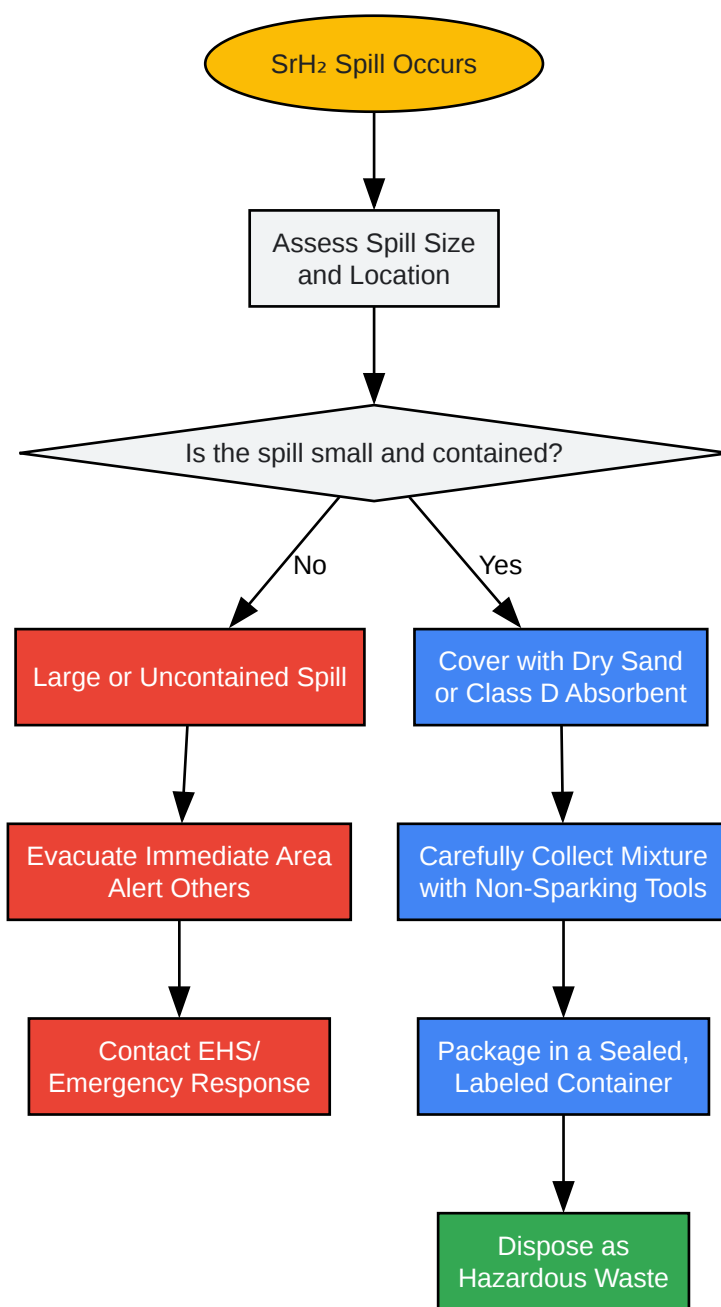 SrH₂ Spill Occurs
Assess Spill Size
and Location
Is the spill small and contained?
No
Yes
Large or Uncontained Spill
Cover with Dry Sand
or Class D Absorbent
Evacuate Immediate Area
Alert Others
Carefully Collect Mixture
with Non-Sparking Tools
Contact EHS/
Emergency Response
Package in a Sealed,
Labeled Container
Dispose as
Hazardous Waste